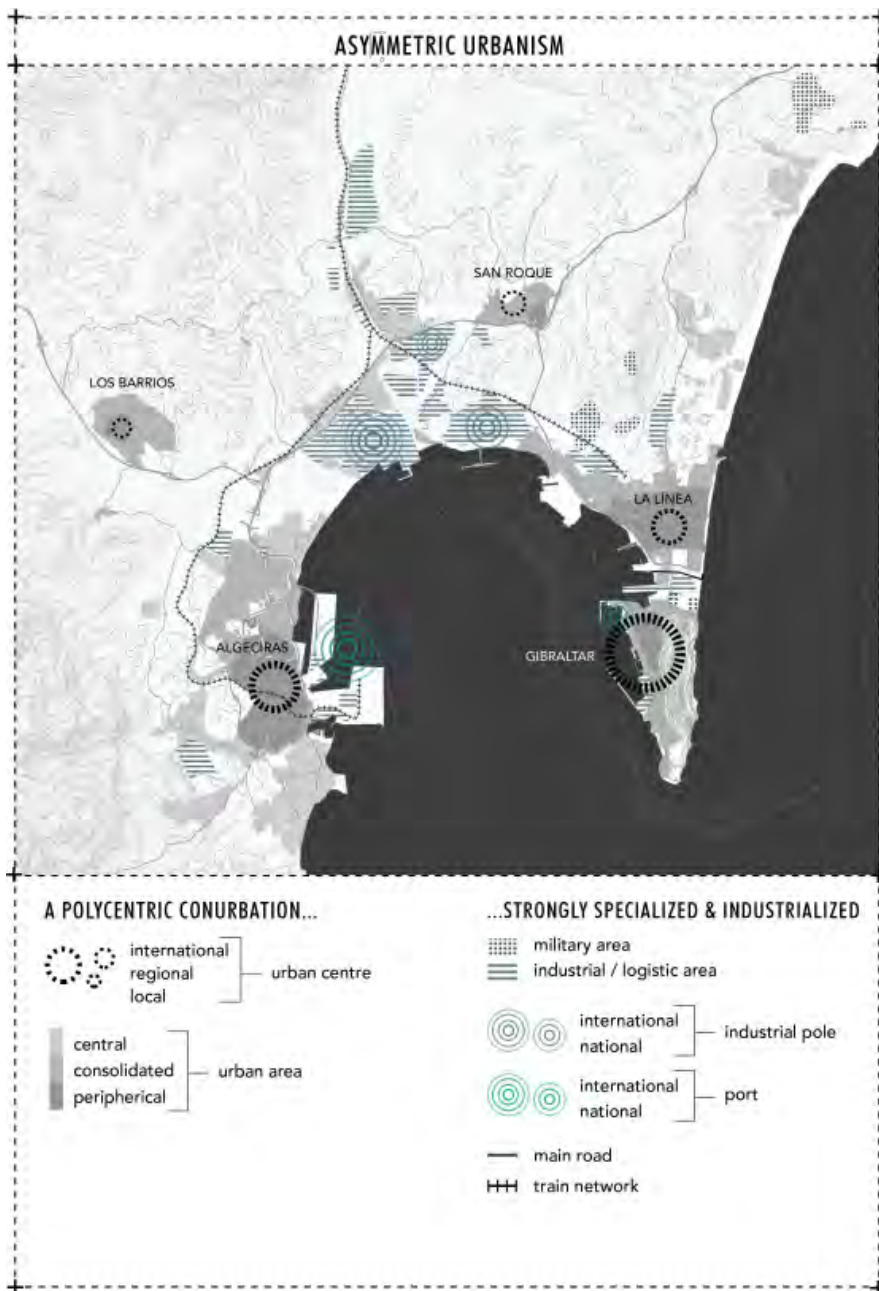 ASYMMETRIC URBANISM
SAN ROQUE
LOS BARRIOS
LA LÍNEA
ALGECIRAS
GIBRALTAR
A POLYCENTRIC CONURBATION...
international
regional
local
urban centre
central
consolidated
peripherical
urban area
...STRONGLY SPECIALIZED & INDUSTRIALIZED
military area
industrial / logistic area
international
national
industrial pole
international
national
port
main road
train network